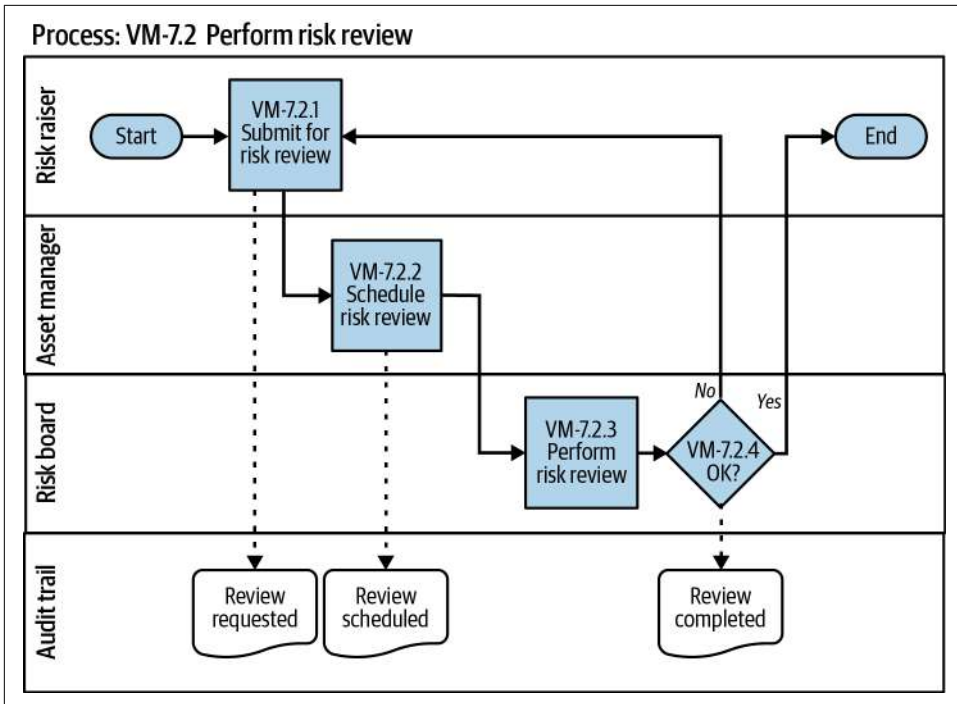 Process: VM-7.2 Perform risk review
Risk raiser
Start
VM-7.2.1
Submit for
risk review
End
Asset manager
VM-7.2.2
Schedule
risk review
Risk board
VM-7.2.3
Perform
risk review
No
Yes
VM-7.2.4
OK?
Audit trail
Review
requested
Review
scheduled
Review
completed